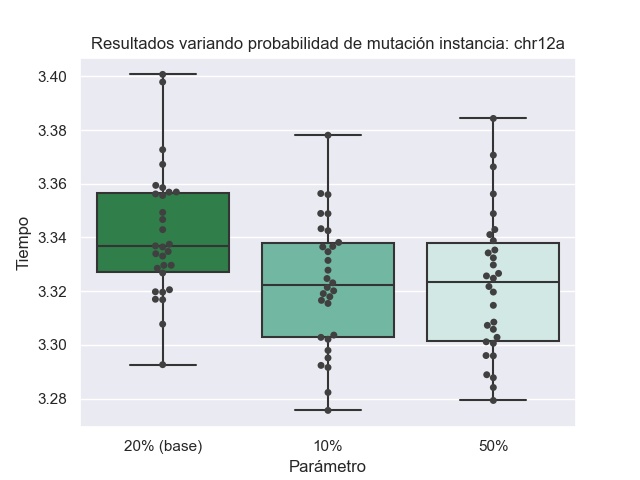 Resultados variando probabilidad de mutación instancia: chr12a
3.40
3.38
3.36
3.34
3.32
3.30
3.28
Tiempo
20% (base)
10%
50%
Parámetro